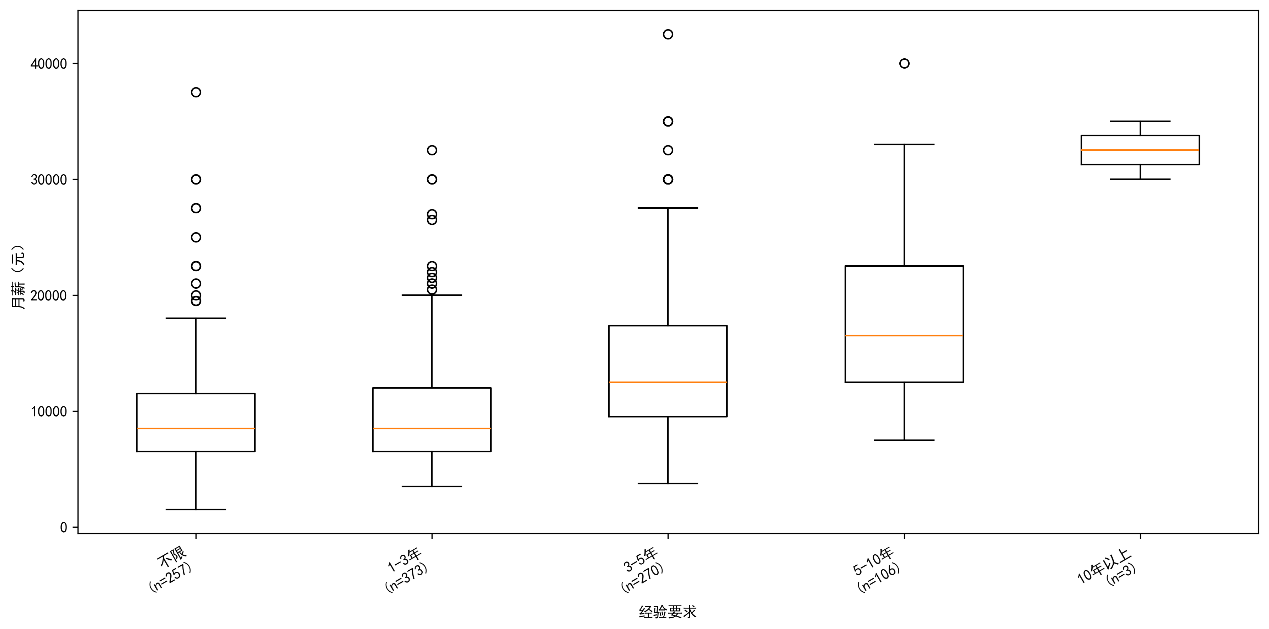 月薪（元）
40000
30000
20000
10000
0
不限
(n=257)
1-3年
(n=373)
3-5年
(n=270)
5-10年
(n=106)
10年以上
(n=3)
经验要求